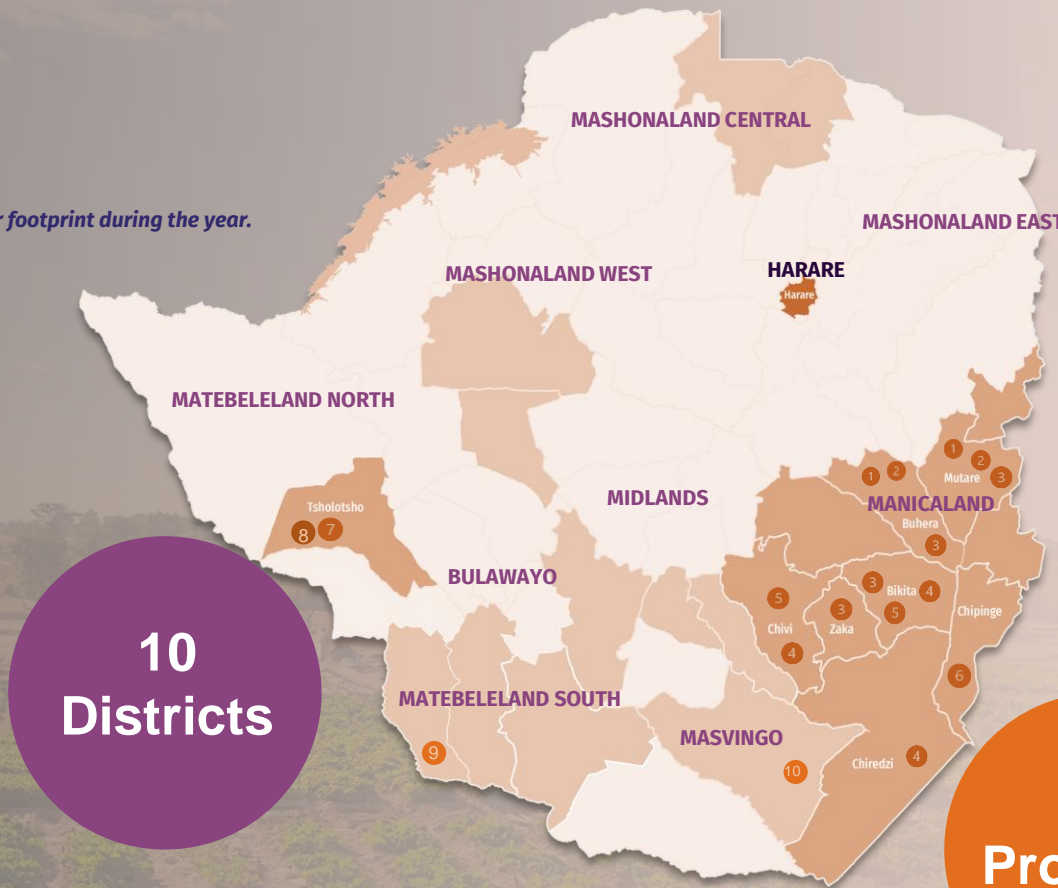 MASHONALAND CENTRAL
r footprint during the year.
MASHONALAND EAST
MASHONALAND WEST
HARARE
Harare
MATEBELELAND NORTH
1
2
1
2
Mutare
3
MIDLANDS
MANICALAND
Tsholotsho
8
7
Buhera
3
BULAWAYO
3
Bikita
4
5
3
5
Chipinge
Chivi
Zaka
4
10
Districts
6
MATEBELELAND SOUTH
MASVINGO
9
10
Chiredzi
4
Pro